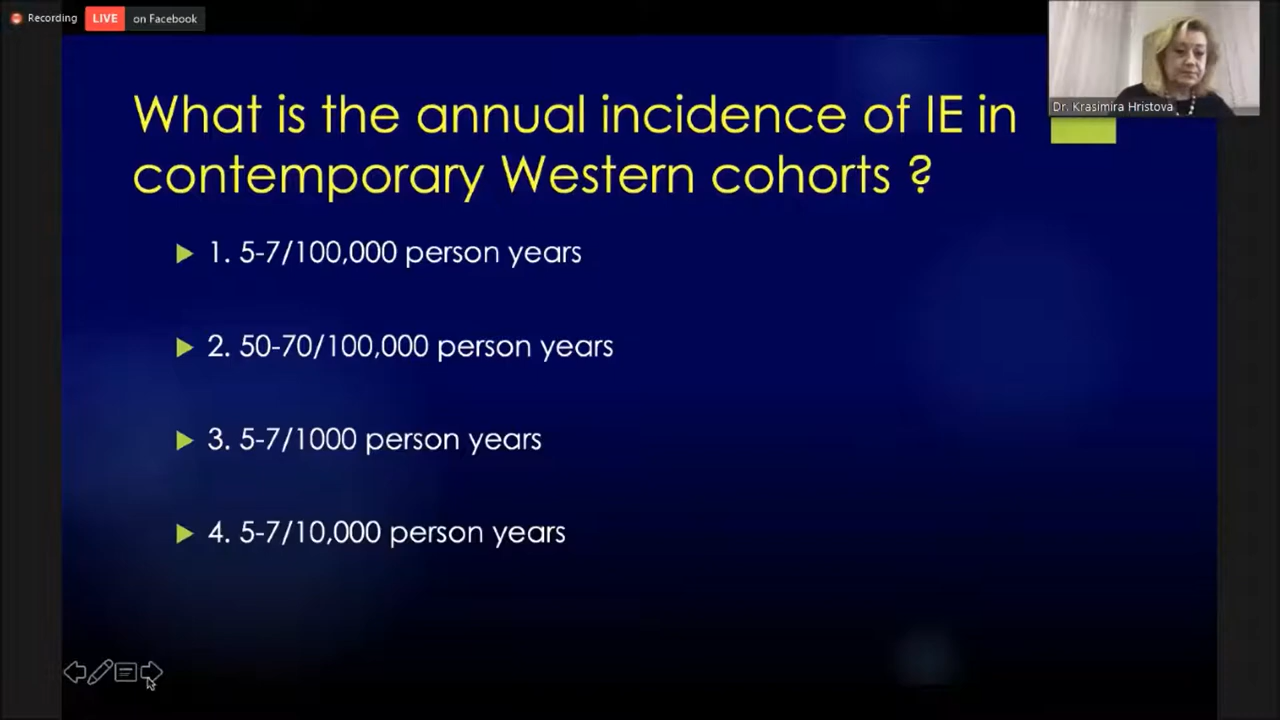 Recording
LIVE on Facebook
Dr. Krasimira Hristova
What is the annual incidence of IE in
contemporary Western cohorts ?
1. 5-7/100,000 person years
2. 50-70/100,000 person years
3. 5-7/1000 person years
4. 5-7/10,000 person years